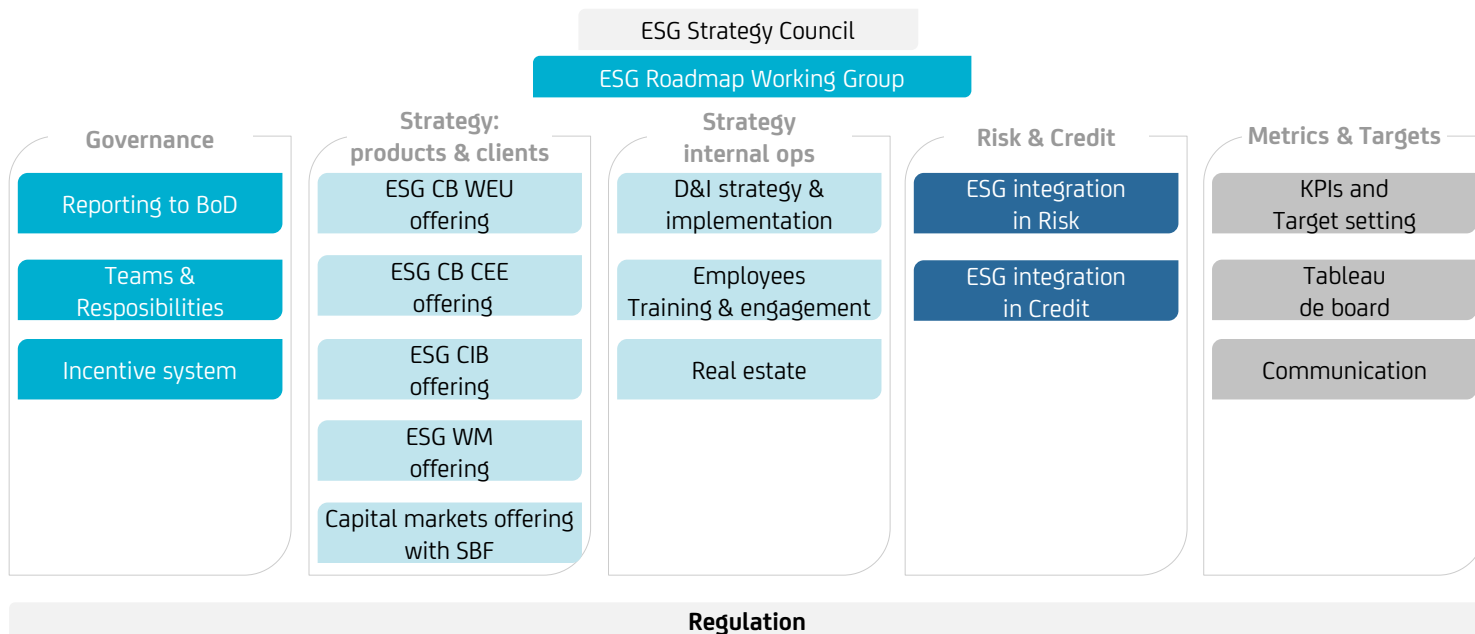 ESG Strategy Council
ESG Roadmap Working Group
Governance
Reporting to BoD
Teams &
Resposibilities
Incentive system
Strategy:
products & clients
ESG CB WEU
offering
ESG CB CEE
offering
ESG CIB
offering
ESG WM
offering
Capital markets offering
with SBF
Strategy
internal ops
D&I strategy &
implementation
Employees
Training & engagement
Real estate
Risk & Credit
ESG integration
in Risk
ESG integration
in Credit
Metrics & Targets
KPIs and
Target setting
Tableau
de board
Communication
Regulation